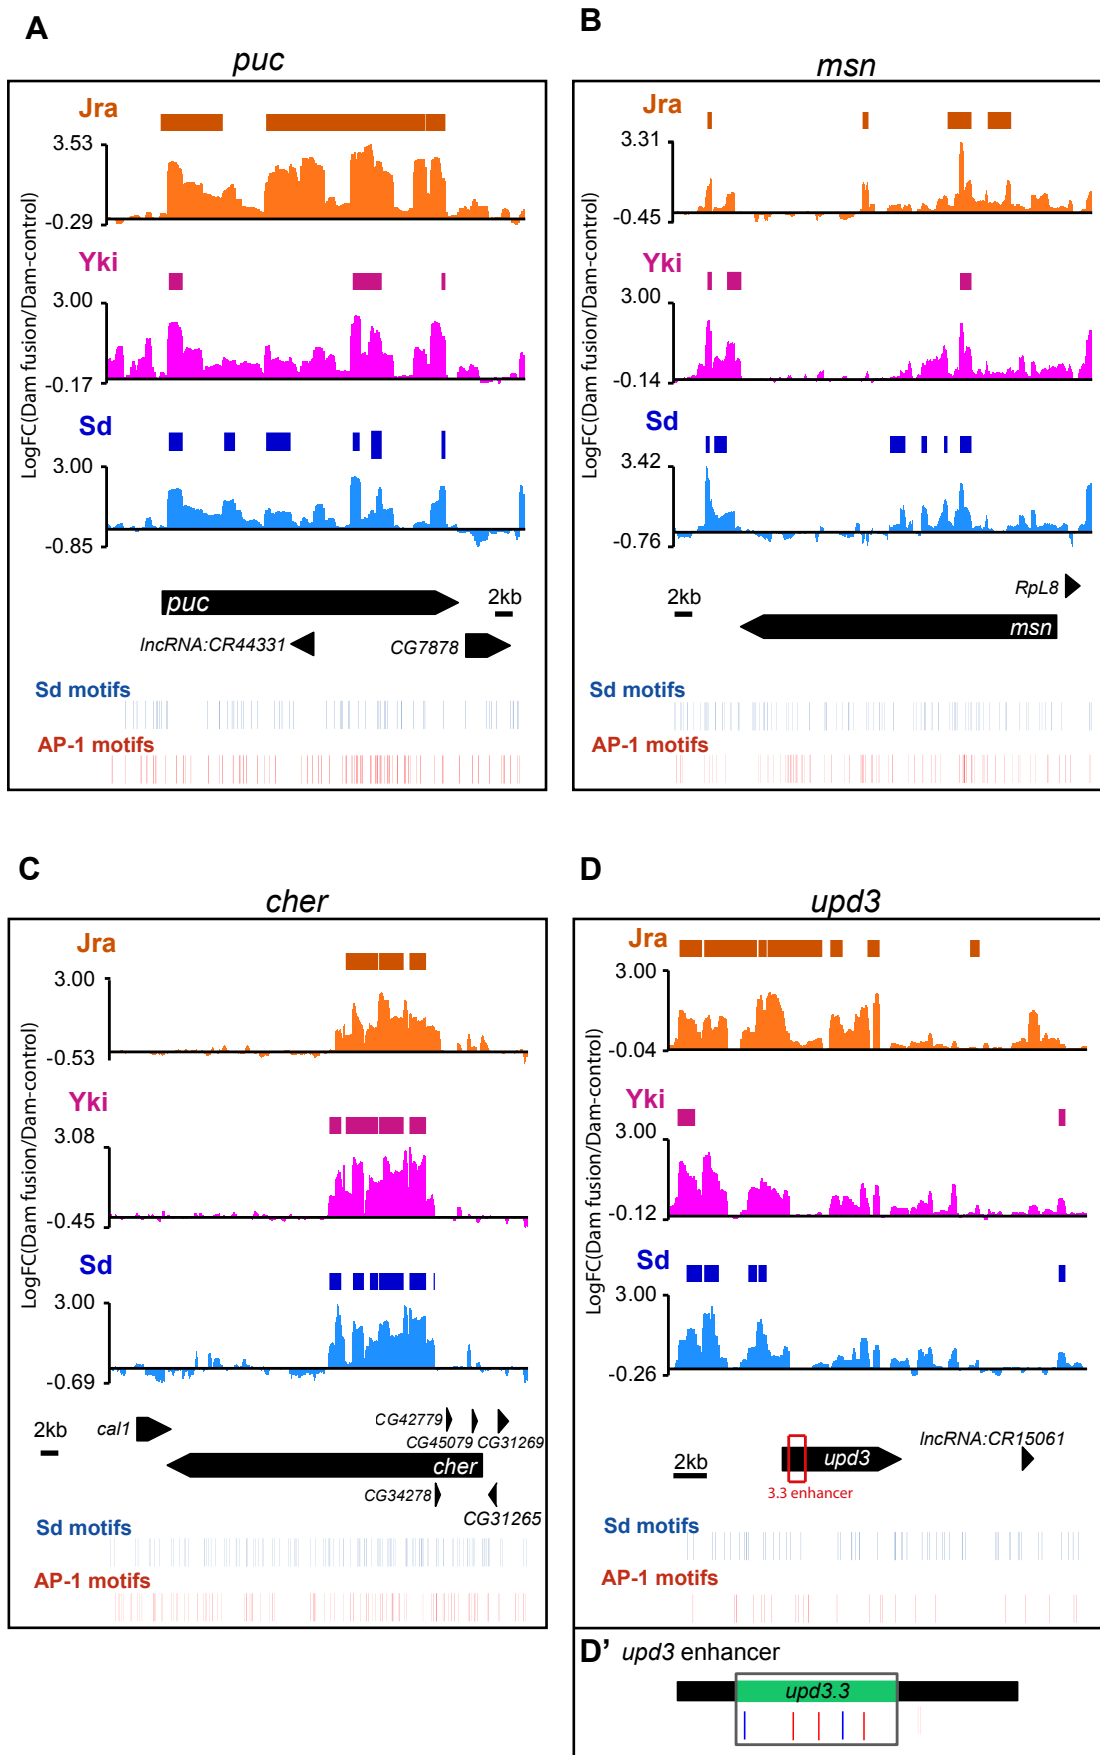 A
puc
LogFC(Dam fusion/Dam-control)
Jra
3.53
-0.29
Yki
3.00
-0.17
Sd
3.00
-0.85
puc
2kb
lncRNA:CR44331
CG7878
Sd motifs
AP-1 motifs
B
msn
Jra
3.31
-0.45
Yki
3.00
-0.14
Sd
3.42
-0.76
RpL8
2kb
msn
Sd motifs
AP-1 motifs
C
cher
LogFC(Dam fusion/Dam-control)
Jra
3.00
-0.53
Yki
3.08
-0.45
Sd
3.00
-0.69
2kb
cal1
CG42779
CG45079
CG31269
cher
CG34278
CG31265
Sd motifs
AP-1 motifs
D
upd3
LogFC(Dam fusion/Dam-control)
Jra
3.00
-0.04
Yki
3.00
-0.12
Sd
3.00
-0.26
lncRNA:CR15061
2kb
upd3
3.3 enhancer
Sd motifs
AP-1 motifs
D’ upd3 enhancer
upd3.3